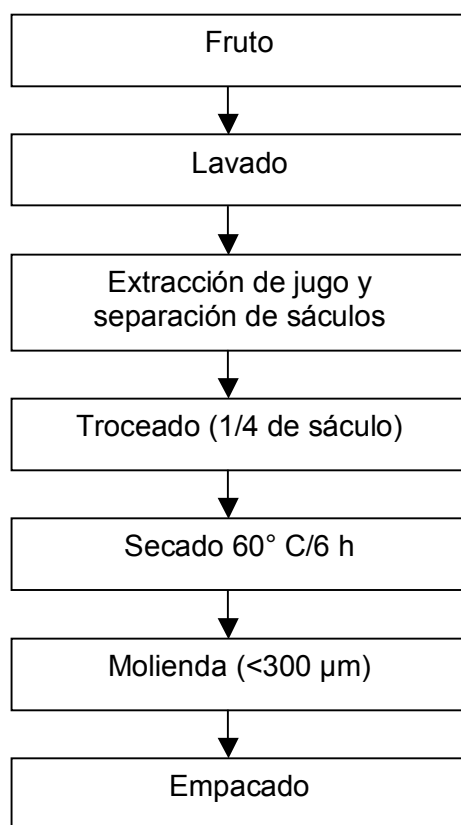 Fruto
Lavado
Extracción de jugo y
separación de sáculos
Troceado (1/4 de sáculo)
Secado 60° C/6 h
Molienda (<300 µm)
Empacado